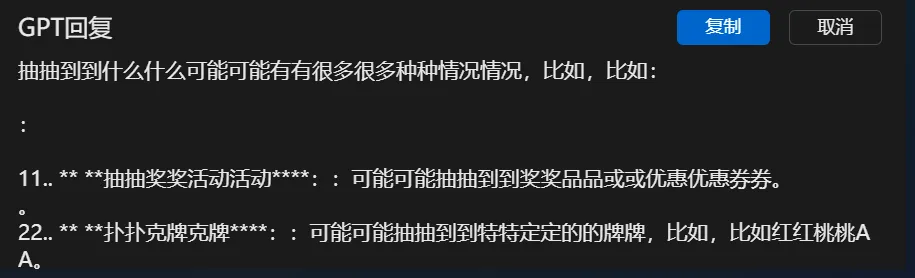 GPT回复
复制
取消
抽抽到到什么什么可能可能有有很多很多种种情况情况，比如，比如：
：
11.. ** **抽抽奖奖活动活动****：：可能可能抽抽到到奖奖品品或或优惠优惠券券。
。
22.. ** **扑扑克牌克牌****：：可能可能抽抽到到特特定定的的牌牌，比如，比如红红桃桃A
A。